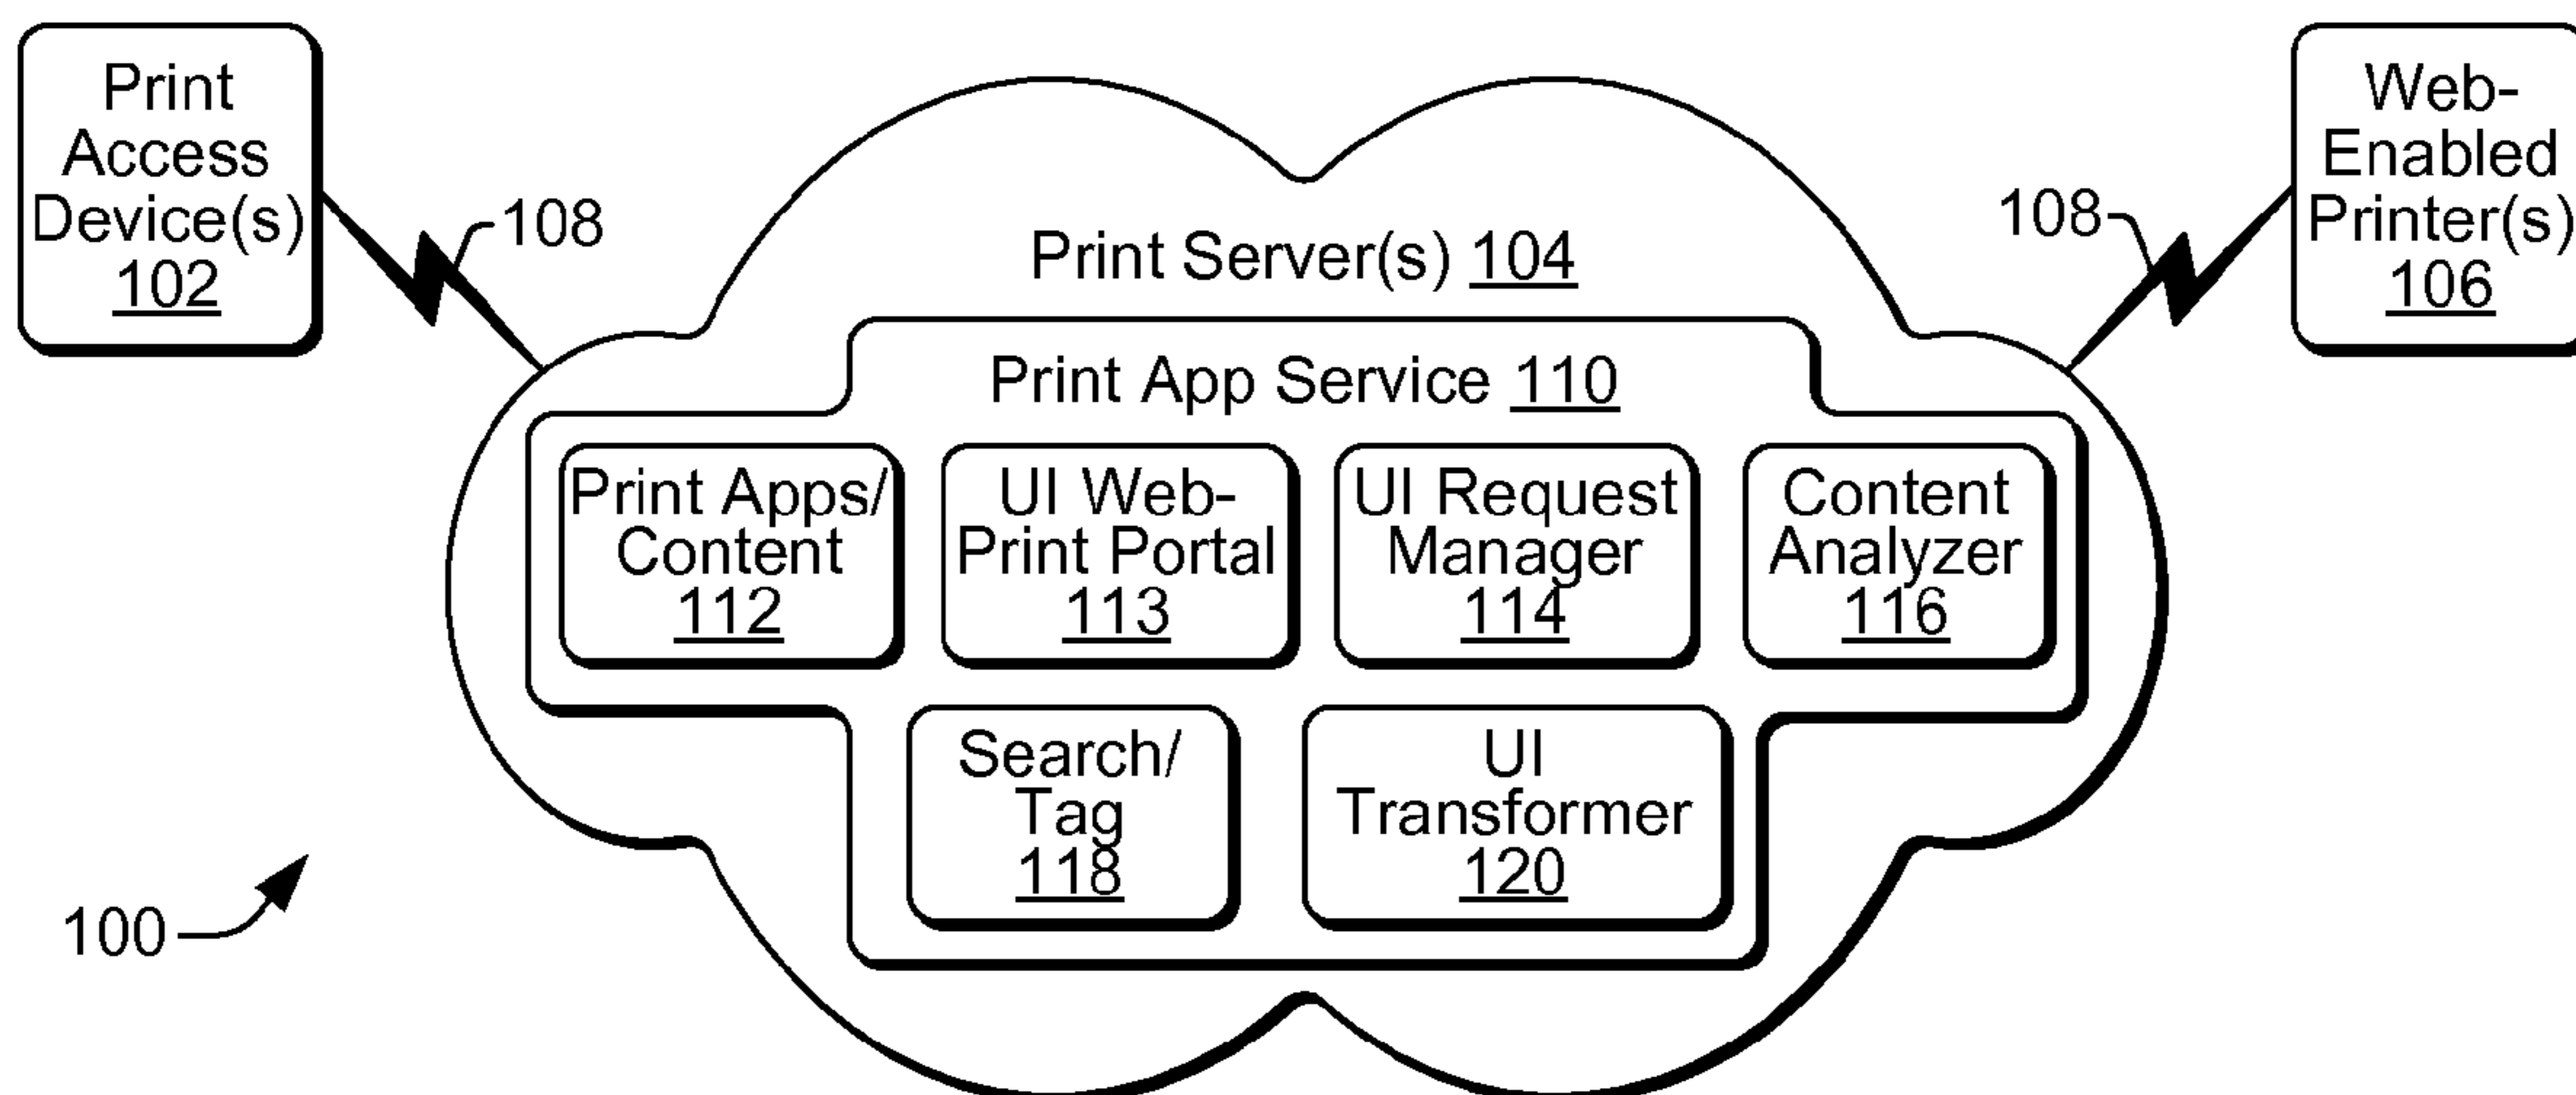 Print
Access
Device(s)
102
108
Print Server(s) 104
108
Web-
Enabled
Printer(s)
106
Print App Service 110
Print Apps/
Content
112
UI Web-
Print Portal
113
UI Request
Manager
114
Content
Analyzer
116
Search/
Tag
118
UI
Transformer
120
100